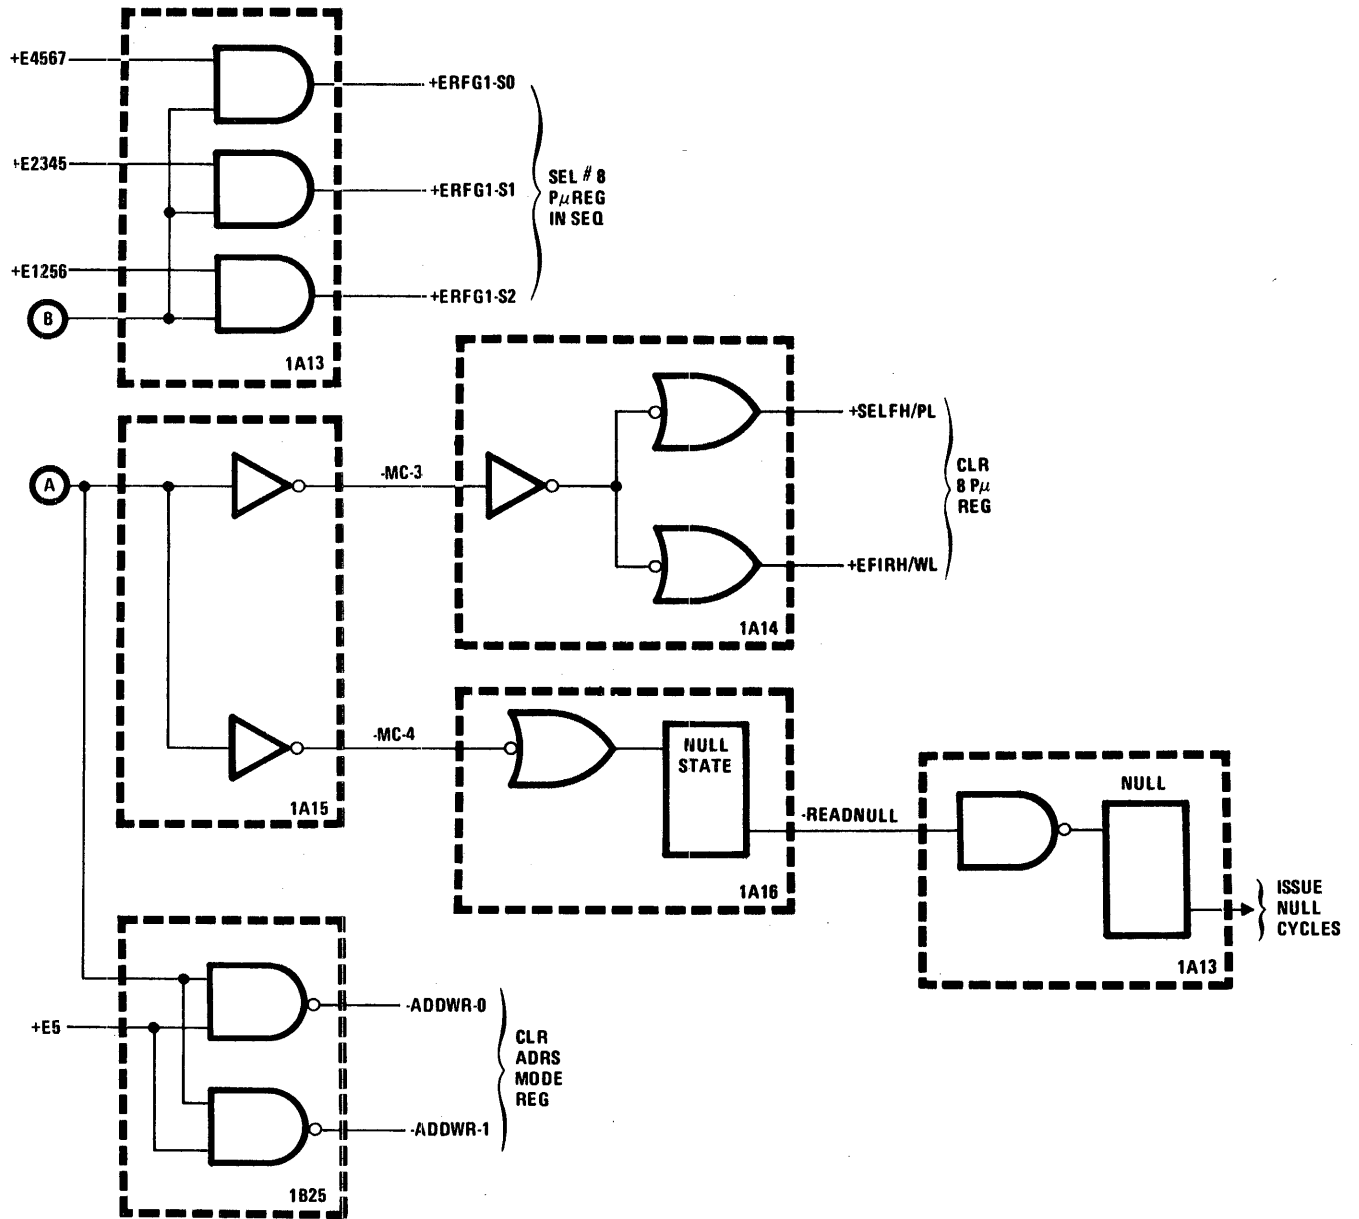 +E4567
+ERFG1-S0
+E2345
+ERFG1-S1
SEL # 8
PμREG
IN SEQ
+E1256
+ERFG1-S2
B
1A13
A
-MC-3
+SELFH/PL
CLR
8 Pμ
REG
+EFIRH/WL
1A14
-MC-4
1A15
NULL
STATE
-READNULL
1A16
NULL
ISSUE
NULL
CYCLES
1A13
+E5
-ADDWR-0
CLR
ADRS
MODE
REG
-ADDWR-1
1B25